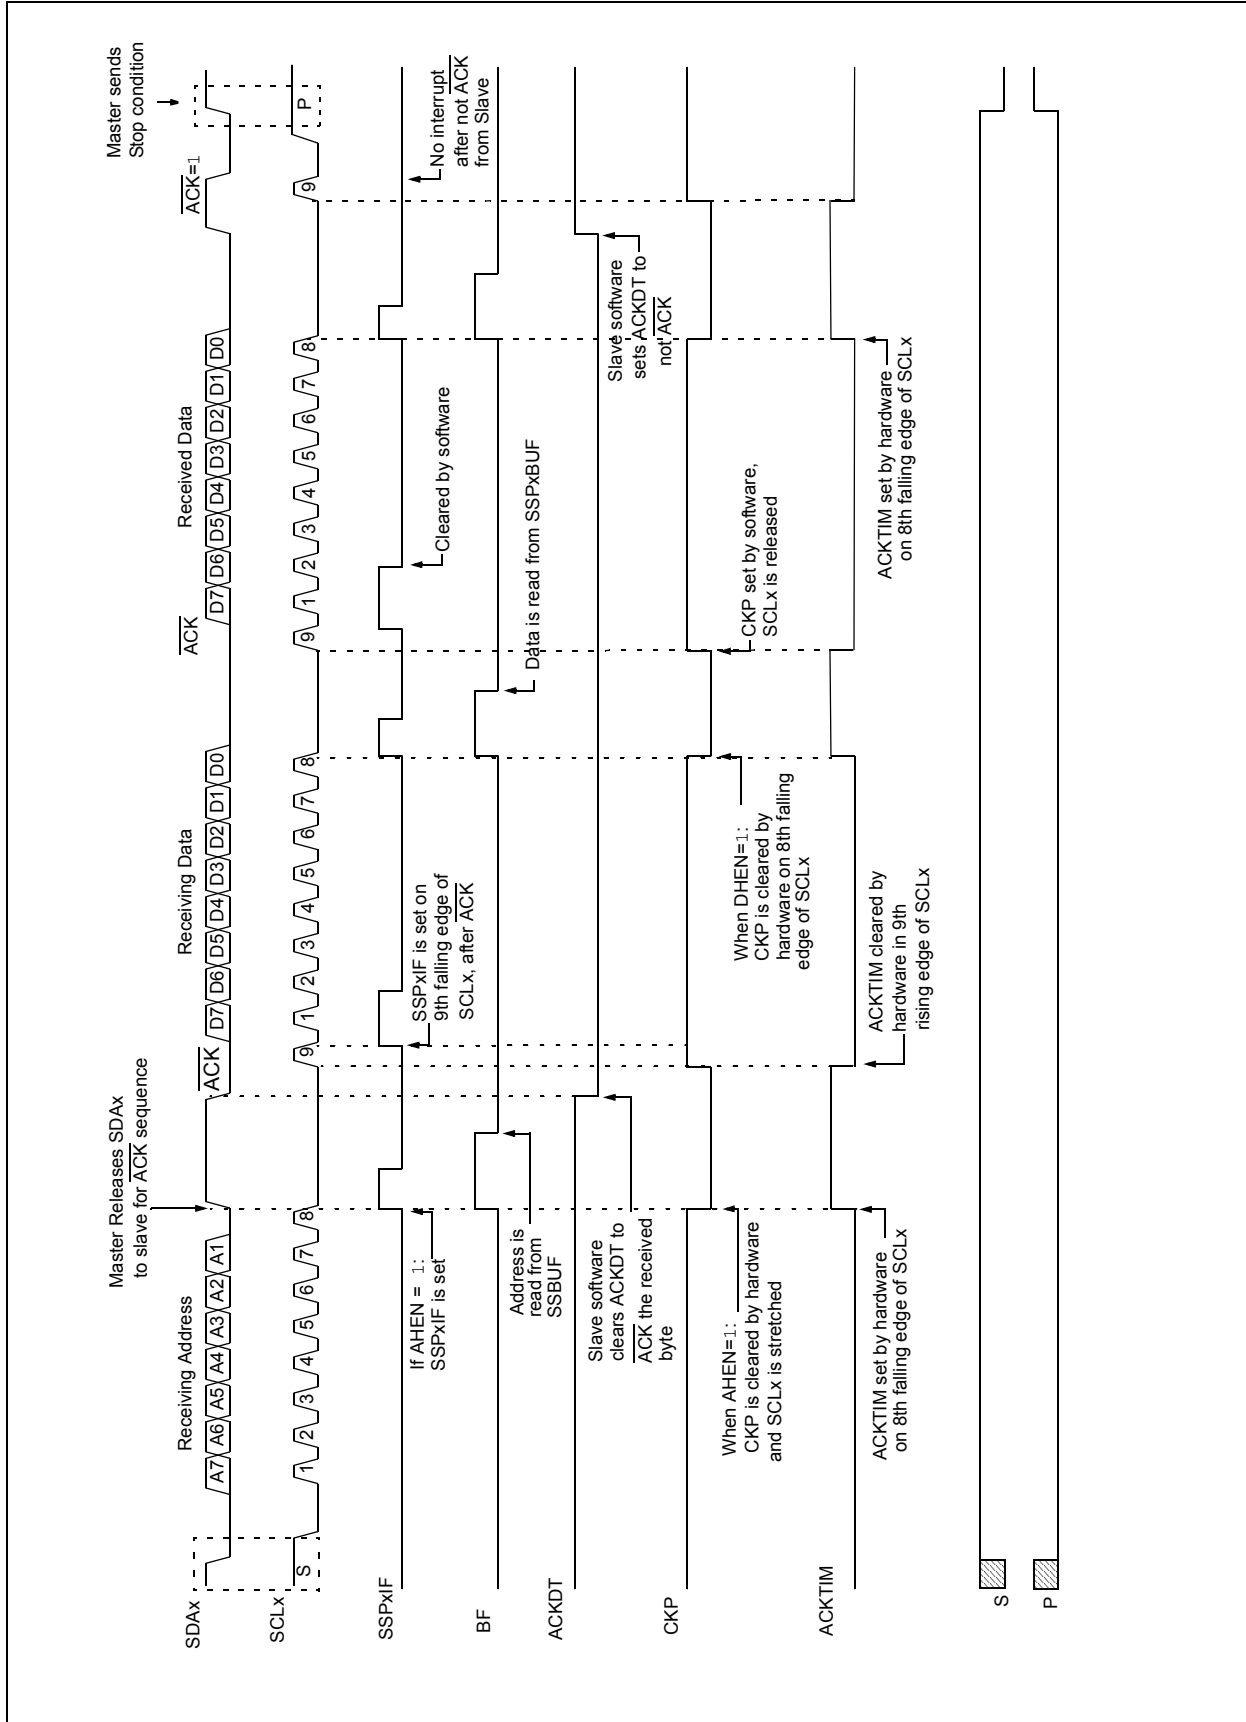 Master Releases SDAx
to slave for ACK sequence
Master sends
Stop condition
Receiving Address
Receiving Data
Received Data
ACK
ACK
ACK=1
SDAx
A7 A6 A5 A4 A3 A2 A1
D7 D6 D5 D4 D3 D2 D1 D0
D7 D6 D5 D4 D3 D2 D1 D0
SCLx
S
1 2 3 4 5 6 7 8 9
1 2 3 4 5 6 7 8 9
1 2 3 4 5 6 7 8 9
P
SSPxIF
If AHEN = 1:
SSPxIF is set
SSPxIF is set on
9th falling edge of
SCLx, after ACK
Cleared by software
No interrupt
after not ACK
from Slave
BF
Address is
read from
SSBUF
Data is read from SSPxBUF
ACKDT
Slave software
clears ACKDT to
ACK the received
byte
Slave software
sets ACKDT to
not ACK
CKP
When AHEN=1:
CKP is cleared by hardware
and SCLx is stretched
When DHEN=1:
CKP is cleared by
hardware on 8th falling
edge of SCLx
CKP set by software,
SCLx is released
ACKTIM
ACKTIM set by hardware
on 8th falling edge of SCLx
ACKTIM cleared by
hardware in 9th
rising edge of SCLx
ACKTIM set by hardware
on 8th falling edge of SCLx
S
P